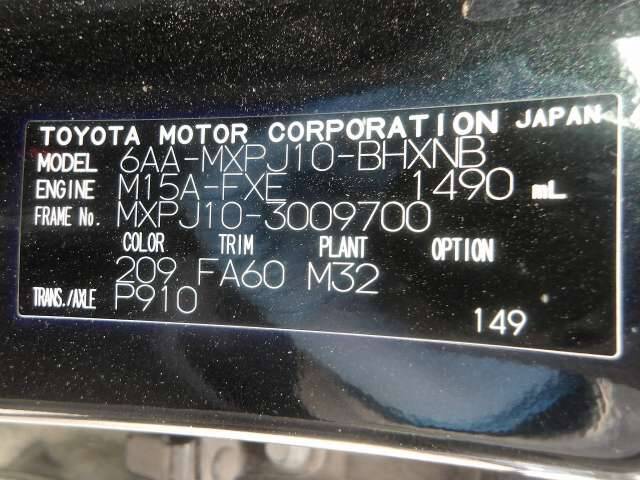 TOYOTA MOTOR CORPORATION JAPAN
MODEL 6AA-MXPJ10-BHXNB
ENGINE M15A-FXE 1490 mL
FRAME No. MXPJ10-3009700
COLOR TRIM PLANT OPTION
209 FA60 M32
TRANS./AXLE P910
149